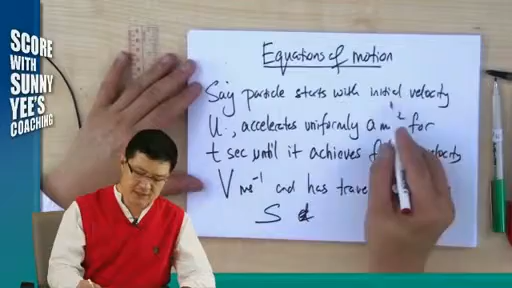 SCORE
WITH
SUNNY
YEE'S
COACHING
Equations of motion
Say particle starts with initial velocity
U , accelerates uniformly a m for
t sec until it achieves
V ms⁻¹ and has
S